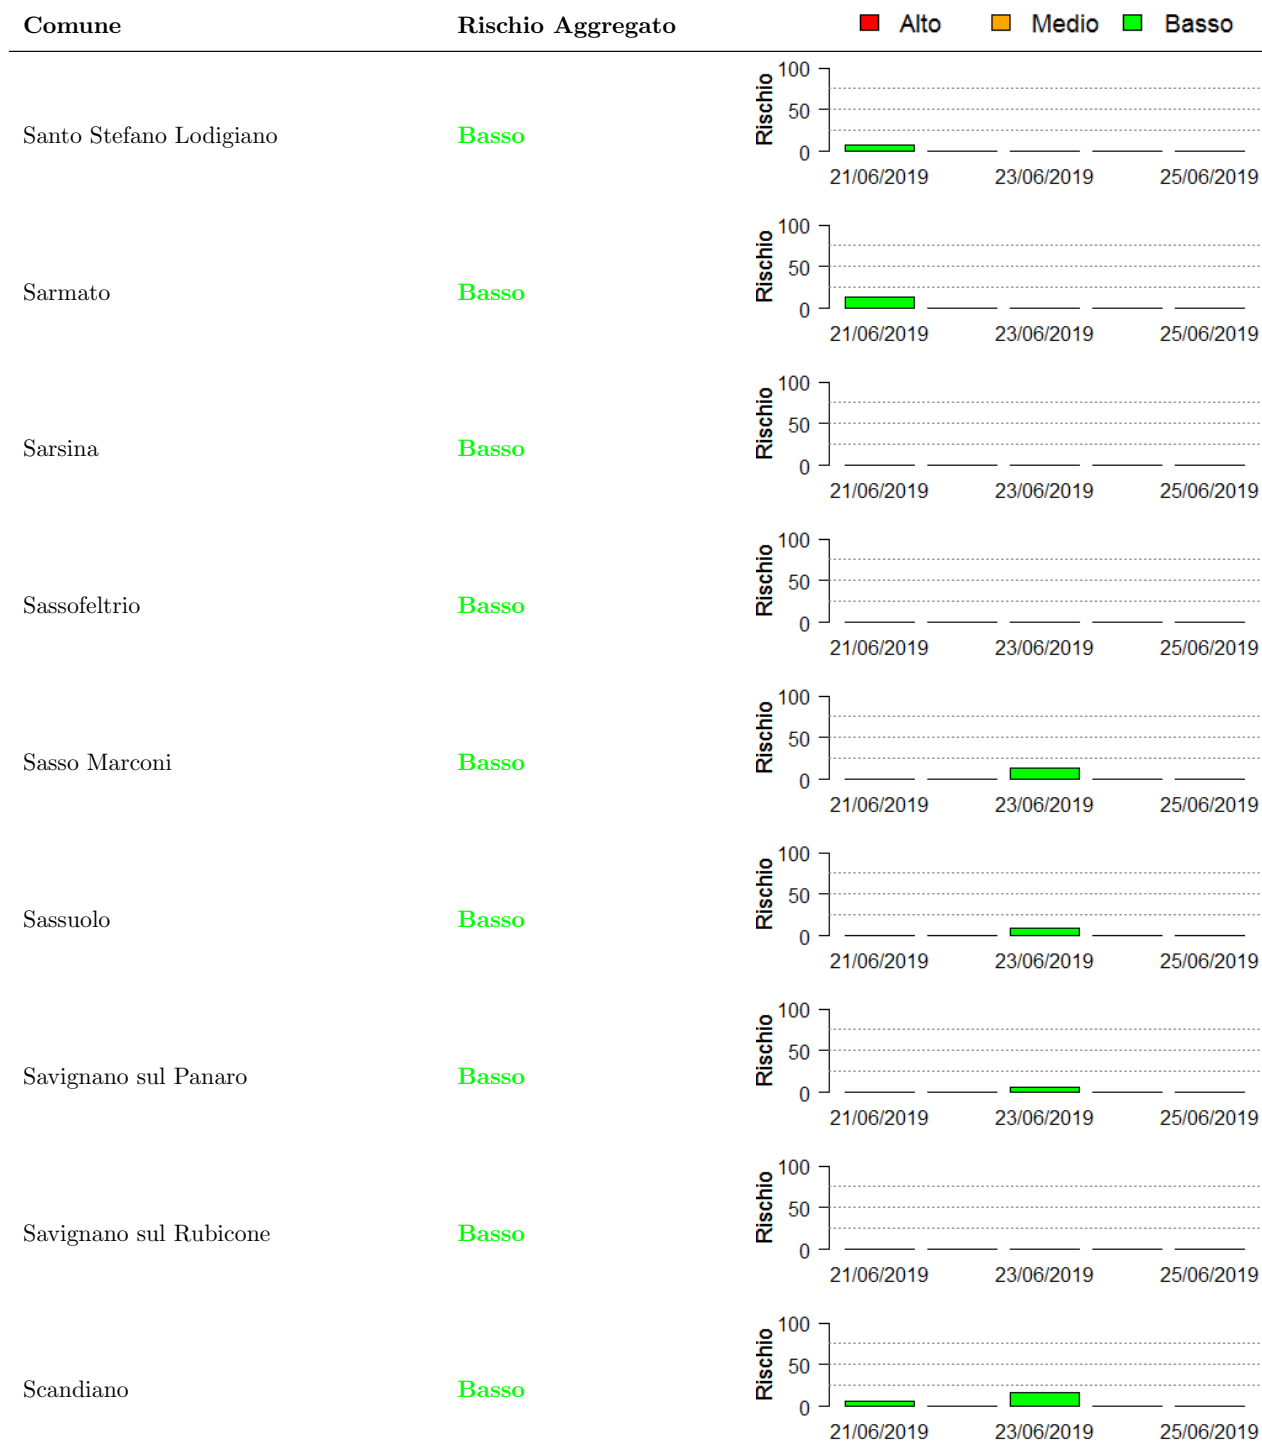 Comune Rischio Aggregato Alto Medio Basso
100
50
0
Rischio
Santo Stefano Lodigiano Basso
21/06/2019 23/06/2019 25/06/2019
100
50
0
Rischio
Sarmato Basso
21/06/2019 23/06/2019 25/06/2019
100
50
0
Rischio
Sarsina Basso
21/06/2019 23/06/2019 25/06/2019
100
50
0
Rischio
Sassofeltrio Basso
21/06/2019 23/06/2019 25/06/2019
100
50
0
Rischio
Sasso Marconi Basso
21/06/2019 23/06/2019 25/06/2019
100
50
0
Rischio
Sassuolo Basso
21/06/2019 23/06/2019 25/06/2019
100
50
0
Rischio
Savignano sul Panaro Basso
21/06/2019 23/06/2019 25/06/2019
100
50
0
Rischio
Savignano sul Rubicone Basso
21/06/2019 23/06/2019 25/06/2019
100
50
0
Rischio
Scandiano Basso
21/06/2019 23/06/2019 25/06/2019